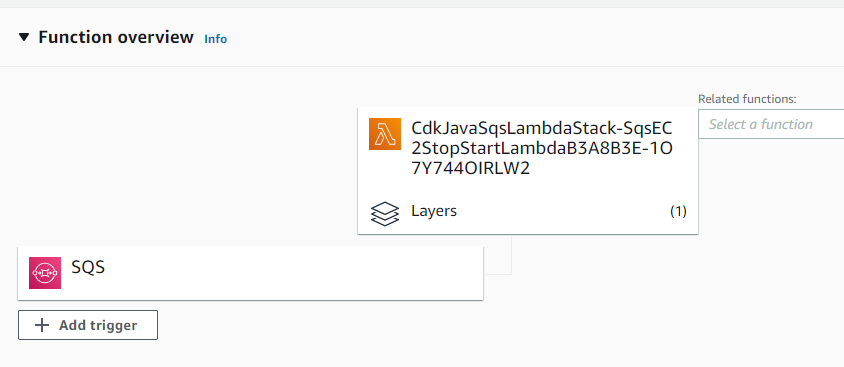 ▼ Function overview Info
Related functions:
Select a function
CdkJavaSqsLambdaStack-SqsEC
2StopStartLambdaB3A8B3E-1O
7Y744OIRLW2
Layers (1)
SQS
+ Add trigger